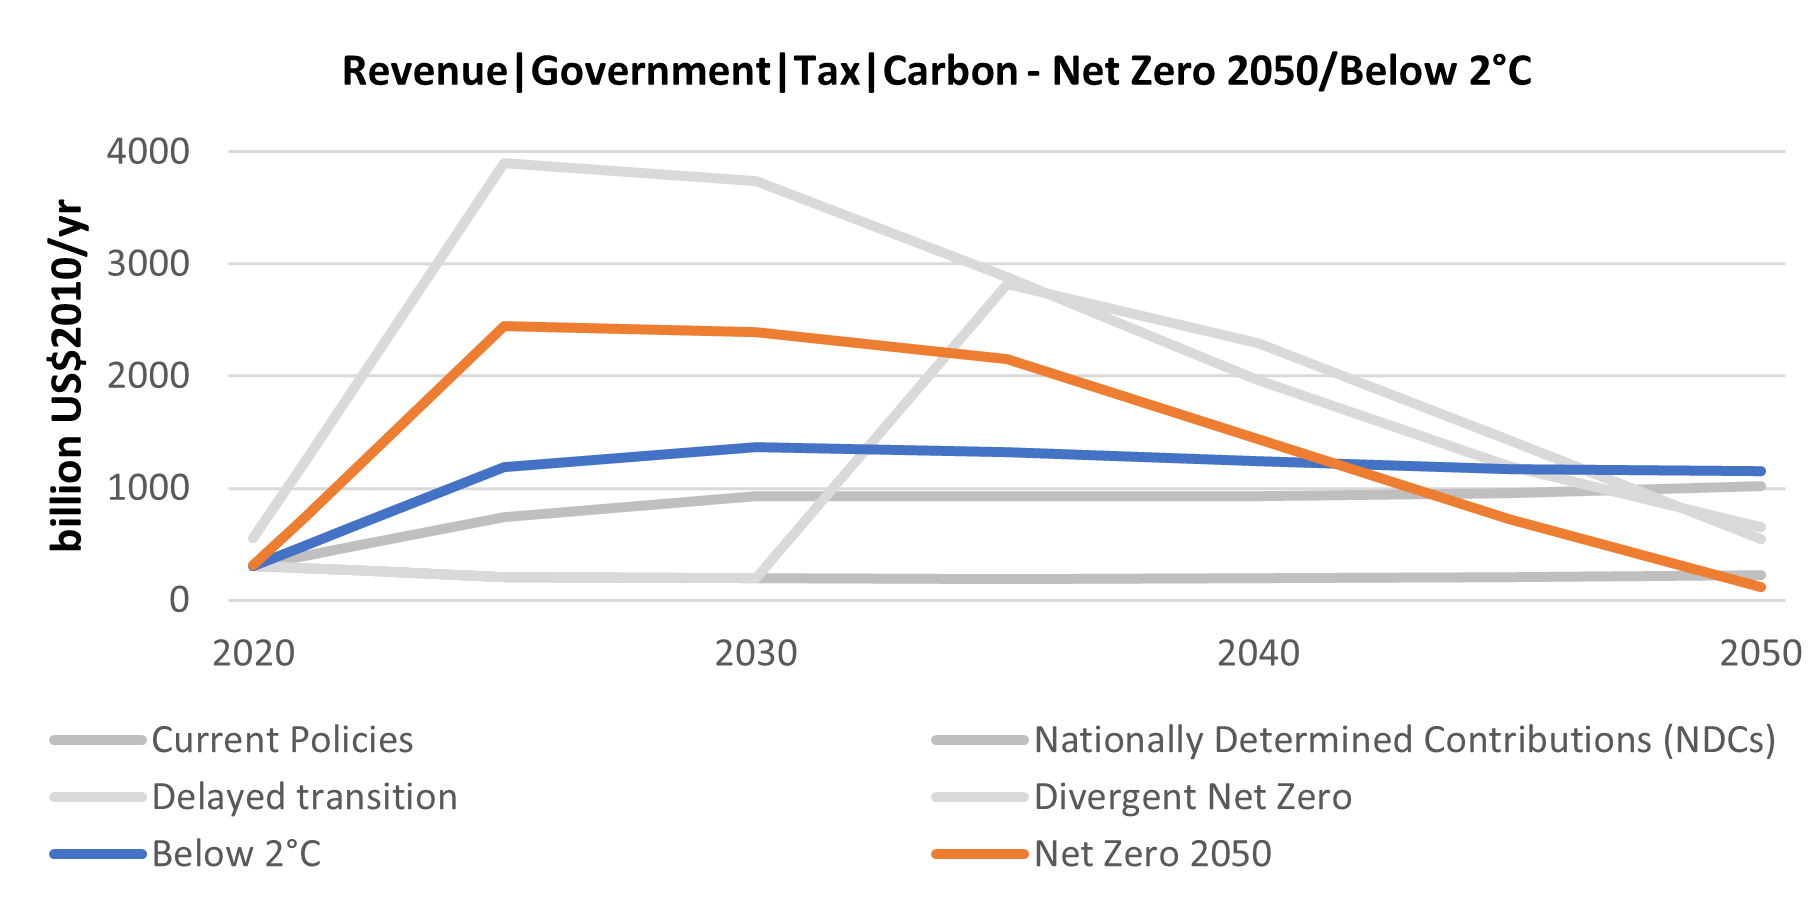 Revenue|Government|Tax|Carbon - Net Zero 2050/Below 2°C
billion US$2010/yr
4000
3000
2000
1000
0
2020 2030 2040 2050
Current Policies Nationally Determined Contributions (NDCs)
Delayed transition Divergent Net Zero
Below 2°C Net Zero 2050